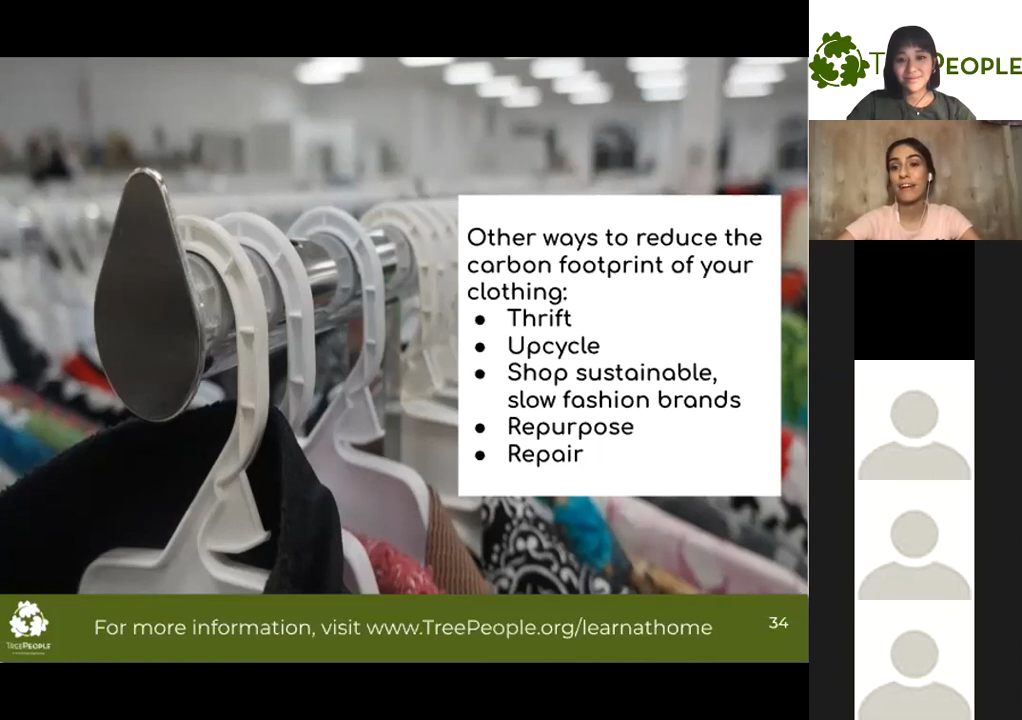 Other ways to reduce the
carbon footprint of your
clothing:
● Thrift
● Upcycle
● Shop sustainable,
slow fashion brands
● Repurpose
● Repair
TREEPEOPLE
For more information, visit www.TreePeople.org/learnathome
34
T PEOPLE